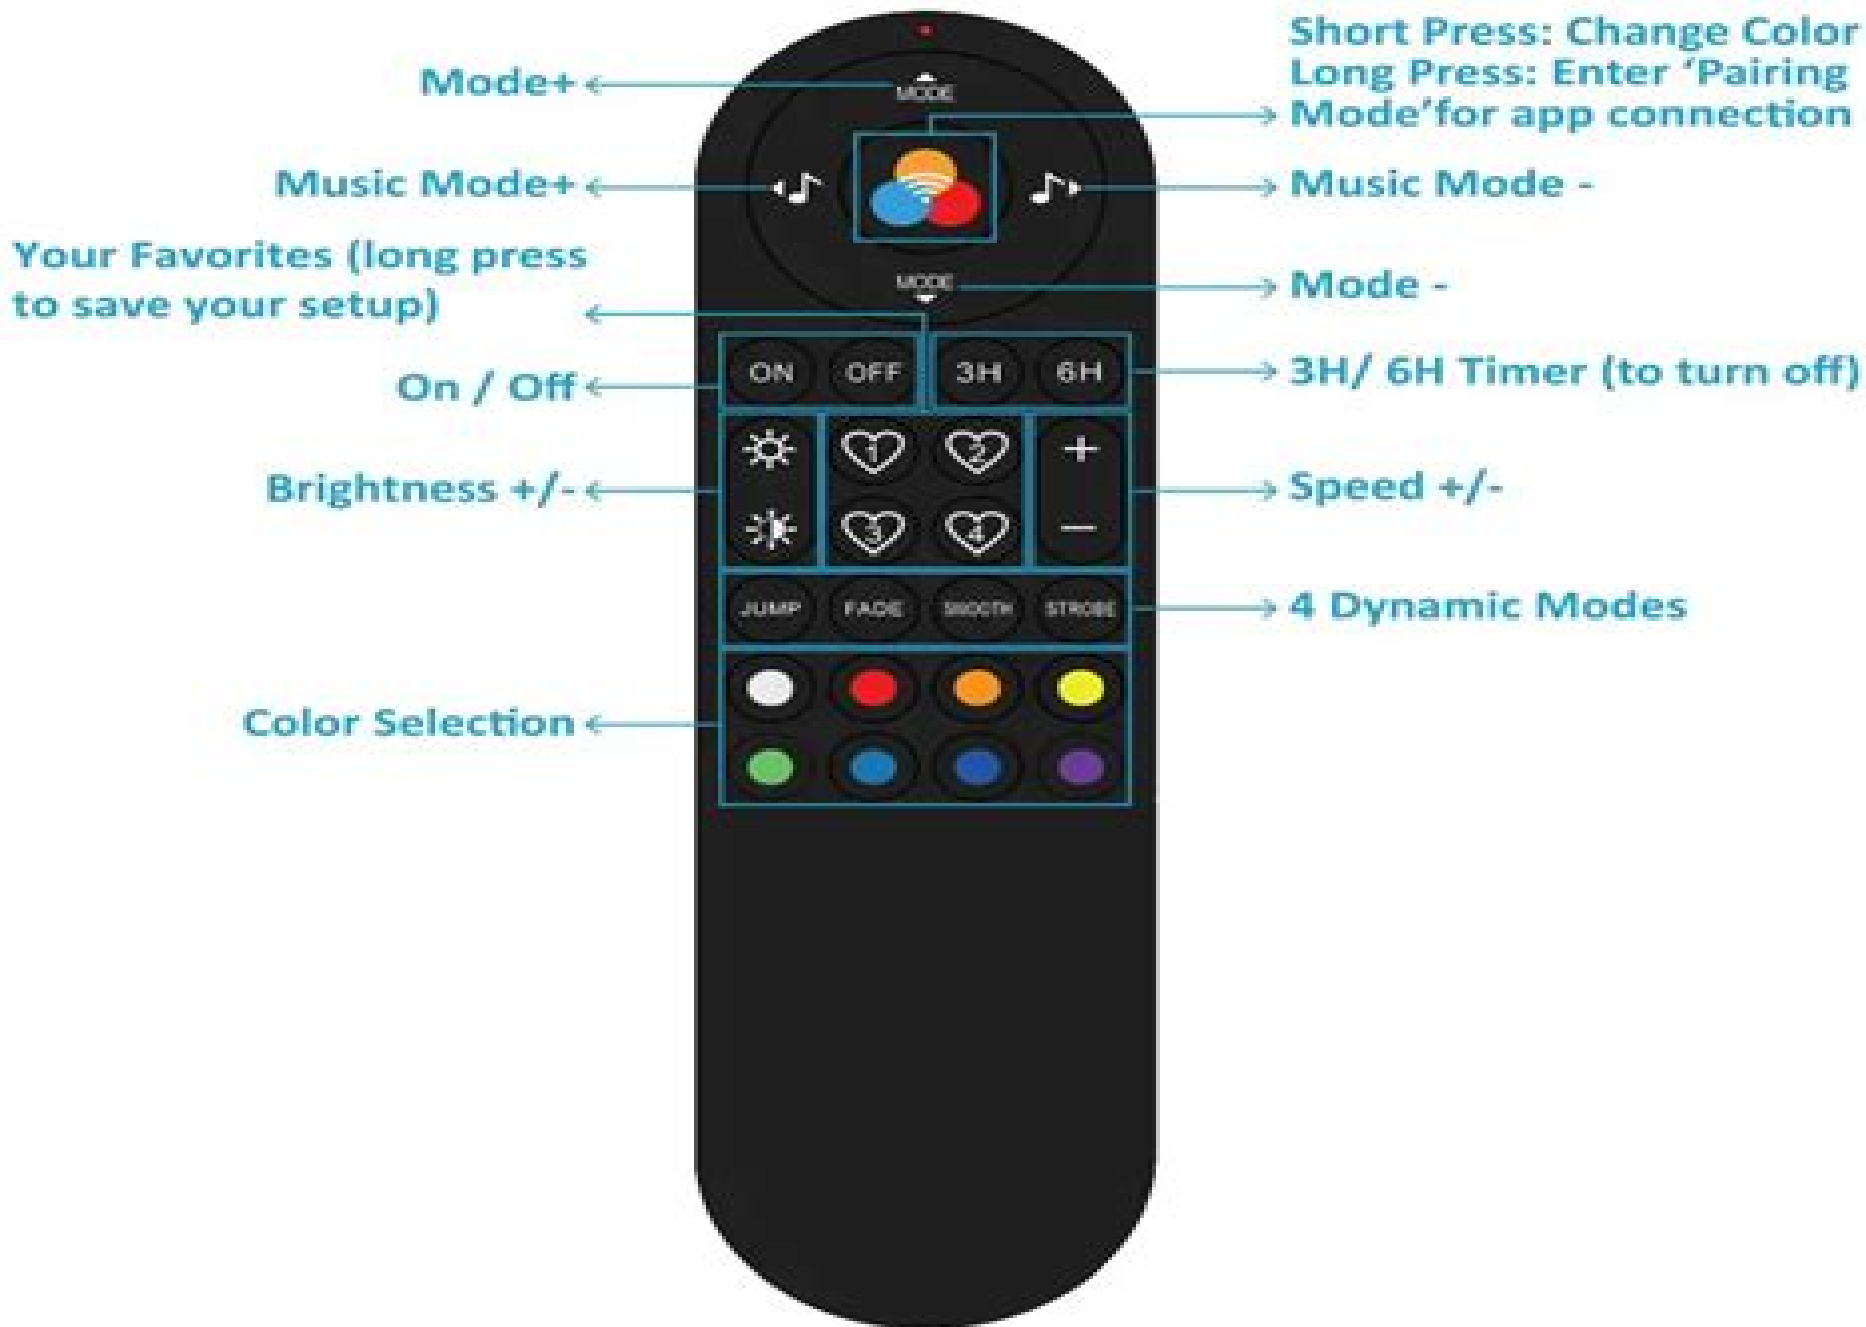 Short Press: Change Color
Long Press: Enter ‘Pairing
Mode’for app connection
Mode+
MODE
Music Mode+
Music Mode -
Your Favorites (long press
to save your setup)
MODE
Mode -
On / Off
ON OFF 3H 6H
3H/ 6H Timer (to turn off)
1 2
Brightness +/-
+
Speed +/-
3 4
−
JUMP FADE SMOOTH STROBE
4 Dynamic Modes
Color Selection